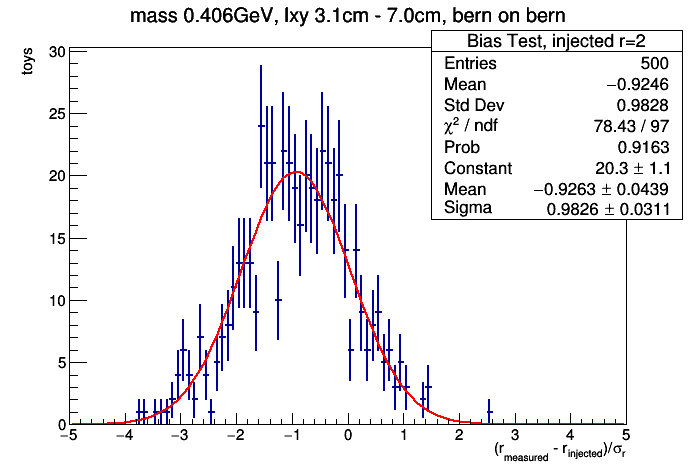 mass 0.406GeV, lxy 3.1cm - 7.0cm, bern on bern
toys
Bias Test, injected r=2
Entries 500
Mean −0.9246
Std Dev 0.9828
χ² / ndf 78.43 / 97
Prob 0.9163
Constant 20.3 ± 1.1
Mean −0.9263 ± 0.0439
Sigma 0.9826 ± 0.0311
30
25
20
15
10
5
0
−5 −4 −3 −2 −1 0 1 2 3 4 5
(r_measured - r_injected)/σ_r